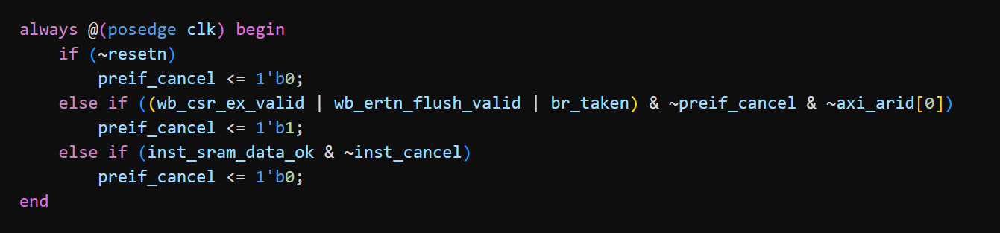 always @(posedge clk) begin
    if (~resetn)
        preif_cancel <= 1'b0;
    else if ((wb_csr_ex_valid | wb_ertn_flush_valid | br_taken) & ~preif_cancel & ~axi_arid[0])
        preif_cancel <= 1'b1;
    else if (inst_sram_data_ok & ~inst_cancel)
        preif_cancel <= 1'b0;
end